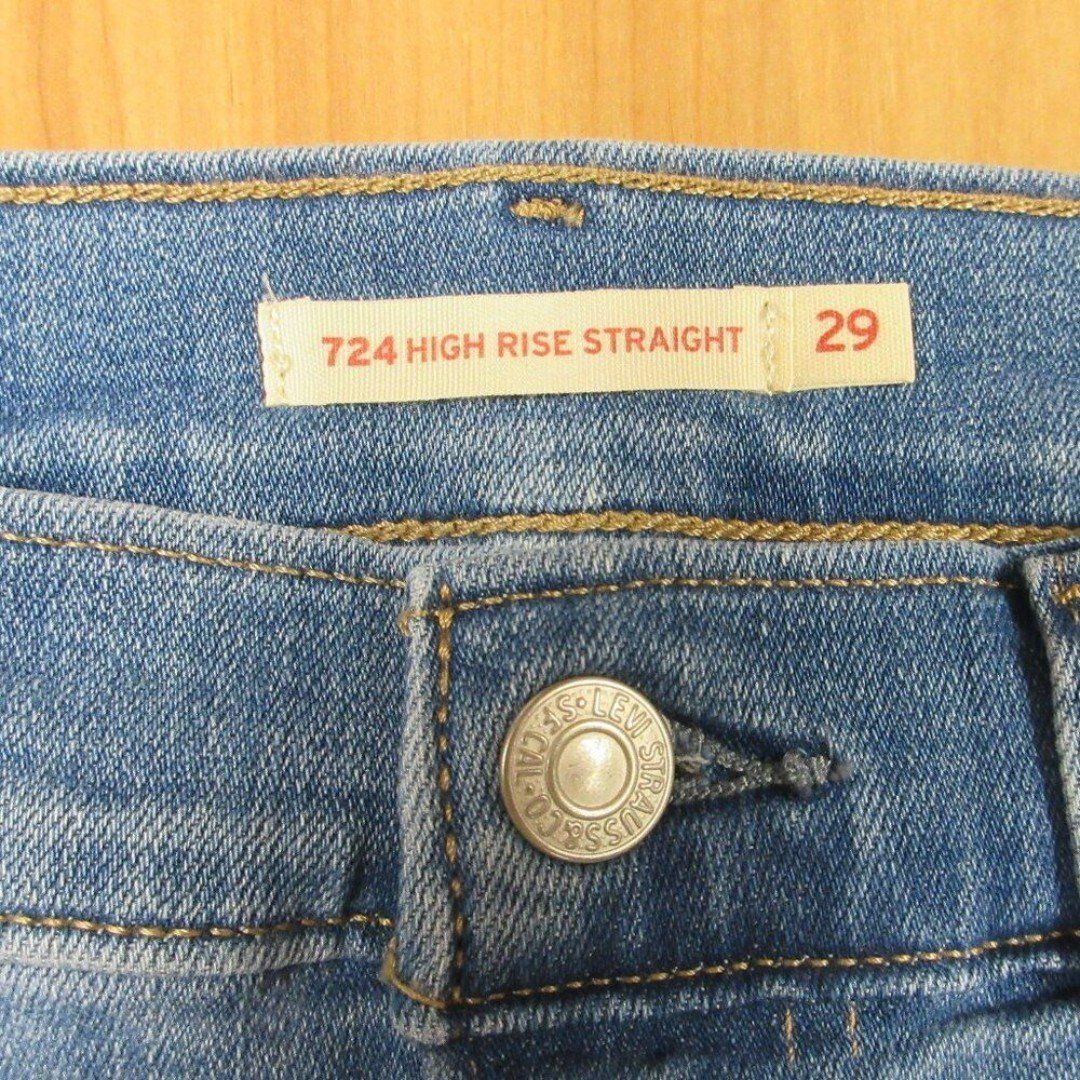 724 HIGH RISE STRAIGHT 29
LEVI STRAUSS & CO. S.F. CAL.